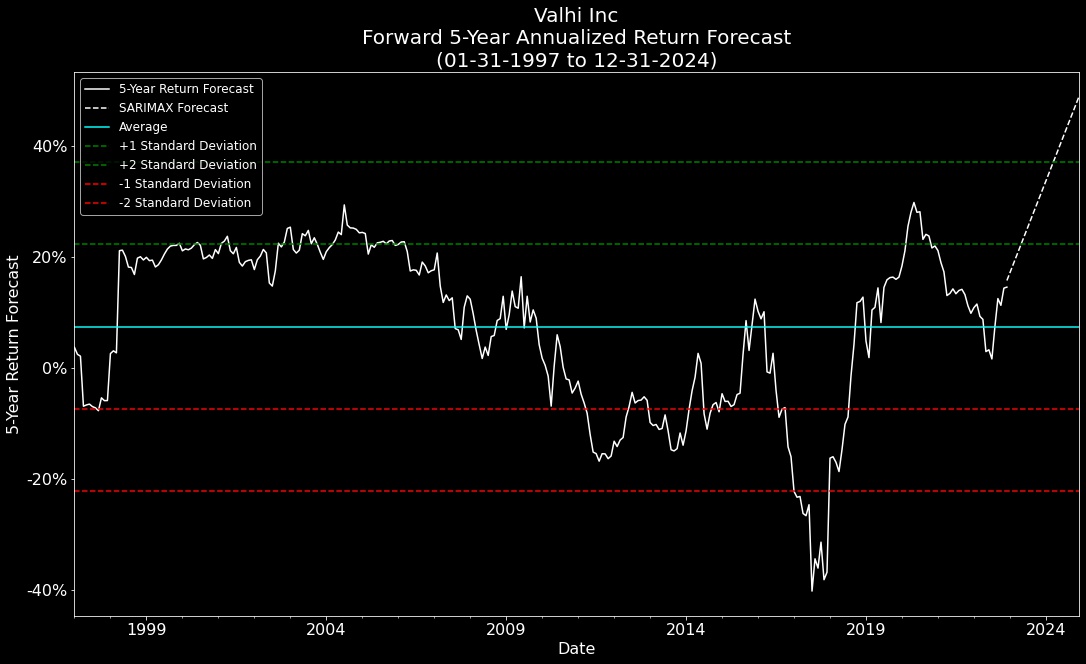 Valhi Inc
Forward 5-Year Annualized Return Forecast
(01-31-1997 to 12-31-2024)
5-Year Return Forecast
SARIMAX Forecast
Average
+1 Standard Deviation
+2 Standard Deviation
-1 Standard Deviation
-2 Standard Deviation
5-Year Return Forecast
40%
20%
0%
-20%
-40%
1999 2004 2009 2014 2019 2024
Date